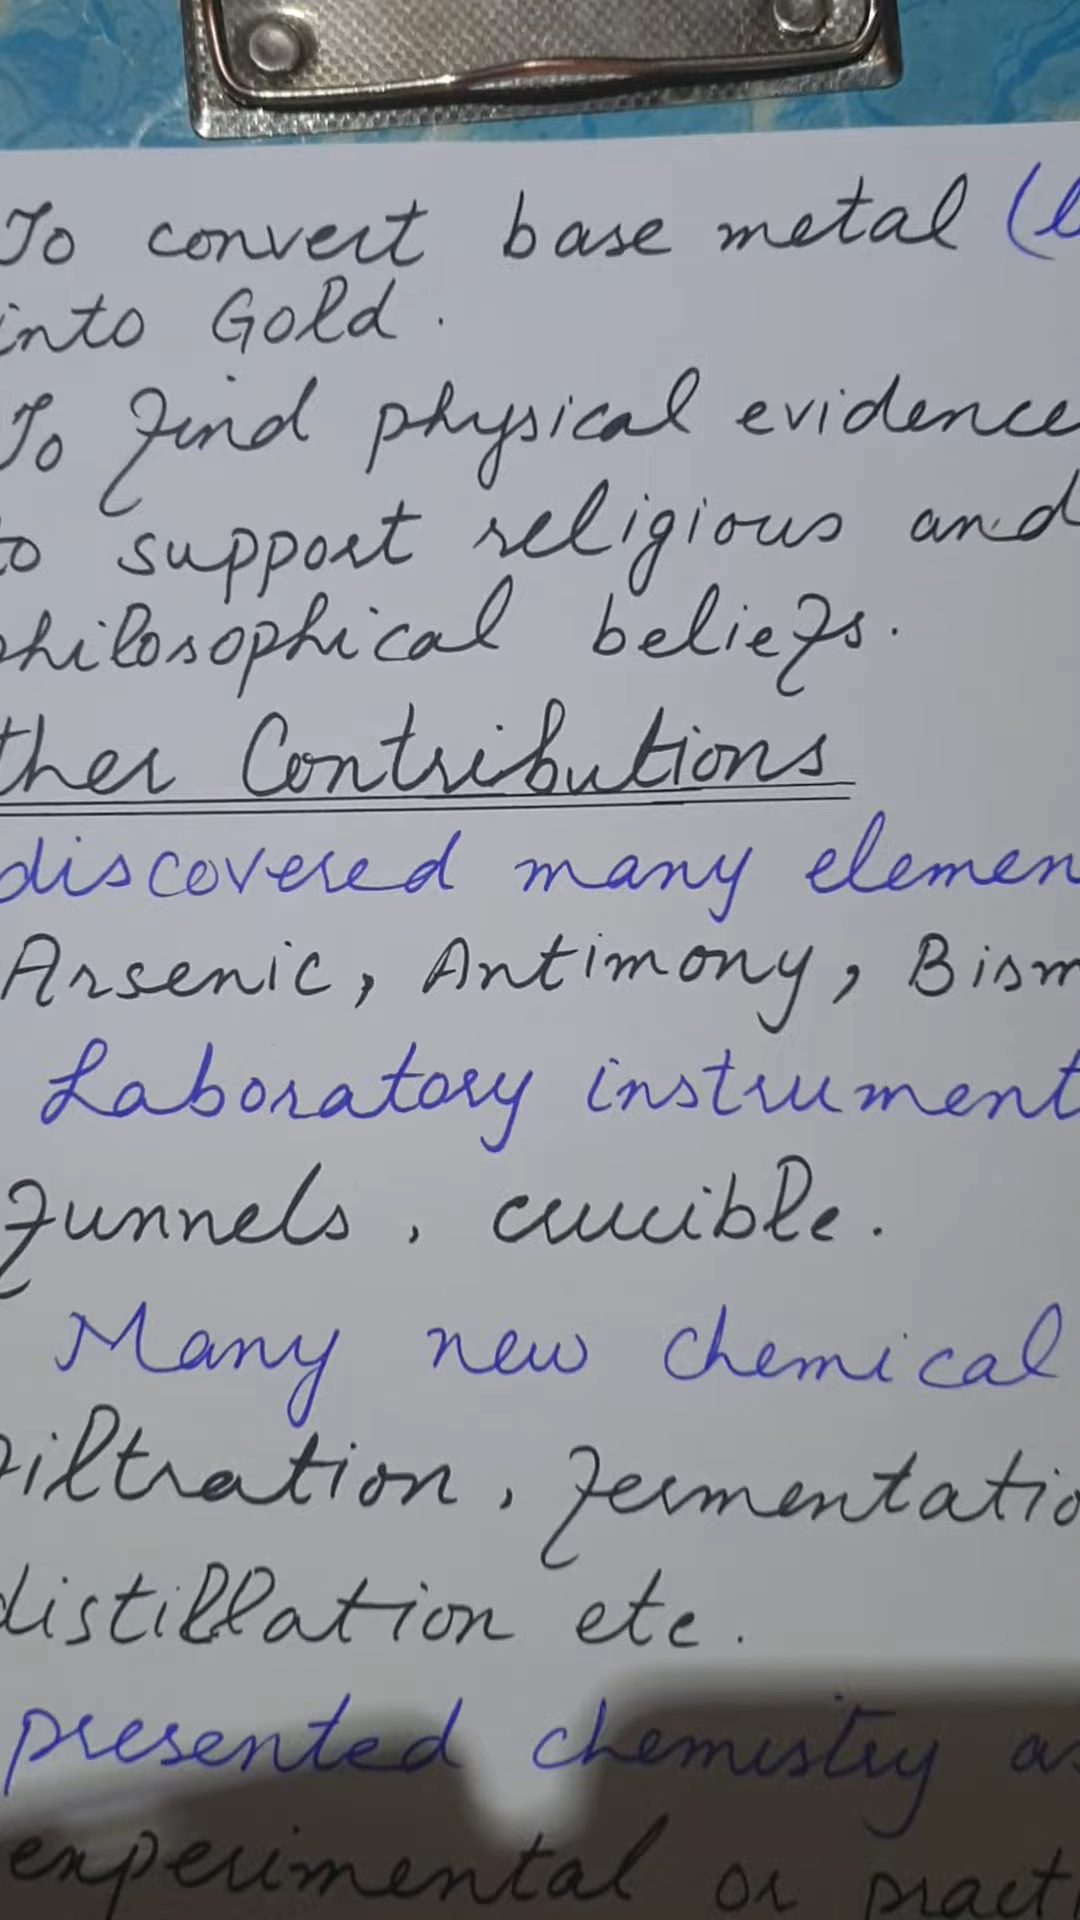 To convert base metal (
into Gold.
To find physical evidence
to support religious and
philosophical beliefs.
ther Contributions
discovered many elemen
Arsenic, Antimony, Bism
Laboratory instrument
Funnels, crucible.
Many new chemical
Filtration, Fermentatio
distillation etc.
presented chemistry as
experimental or pract